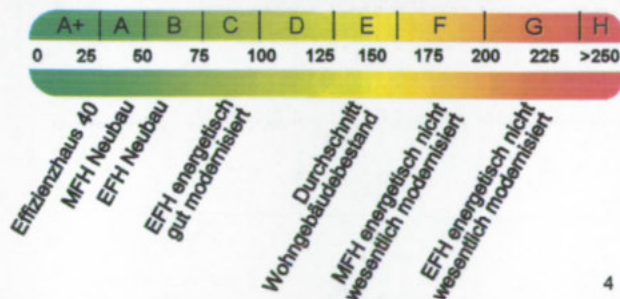 A+ A B C D E F G H
0 25 50 75 100 125 150 175 200 225 >250
Effizienzhaus 40
MFH Neubau
EFH Neubau
EFH energetisch
gut modernisiert
Durchschnitt
Wohngebäudebestand
MFH energetisch nicht
wesentlich modernisiert
EFH energetisch nicht
wesentlich modernisiert
4